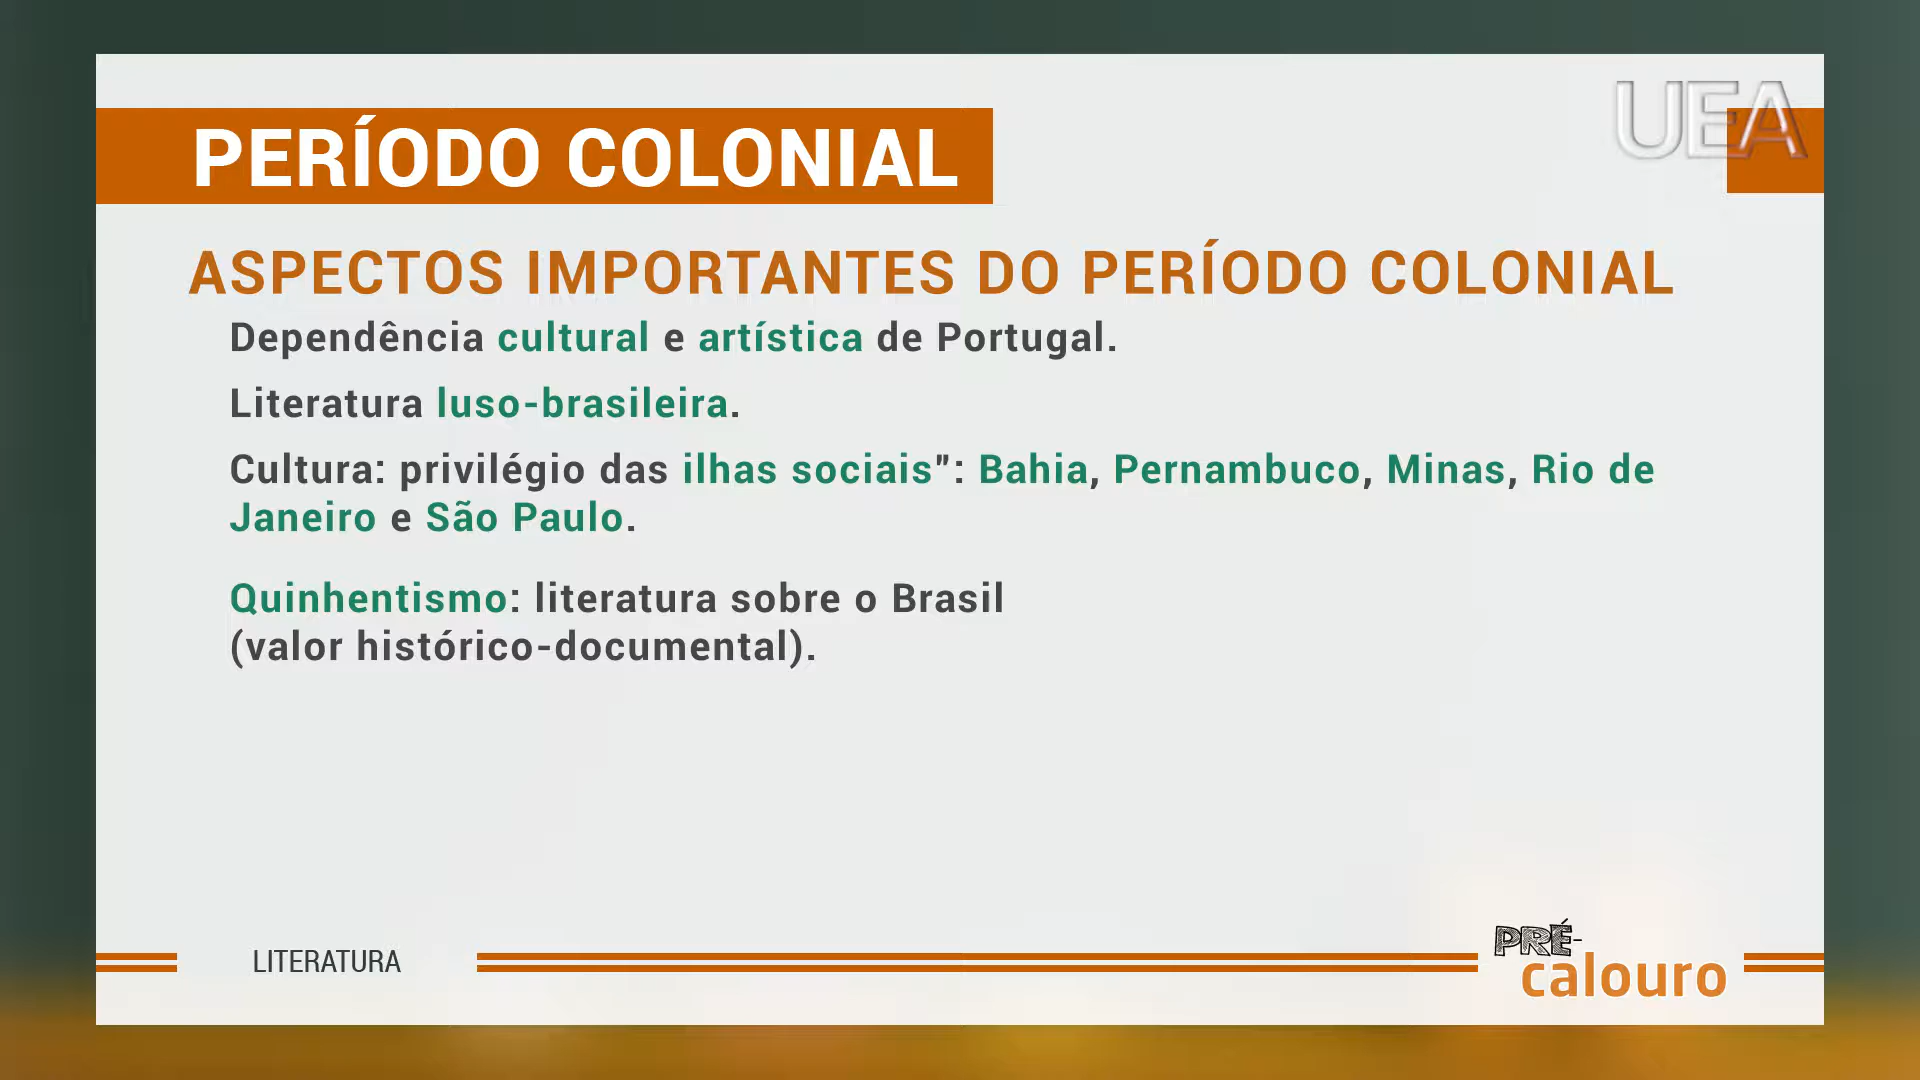 UEA
PERÍODO COLONIAL
ASPECTOS IMPORTANTES DO PERÍODO COLONIAL
Dependência cultural e artística de Portugal.
Literatura luso-brasileira.
Cultura: privilégio das ilhas sociais": Bahia, Pernambuco, Minas, Rio de
Janeiro e São Paulo.
Quinhentismo: literatura sobre o Brasil
(valor histórico-documental).
LITERATURA
PRÉ-
calouro